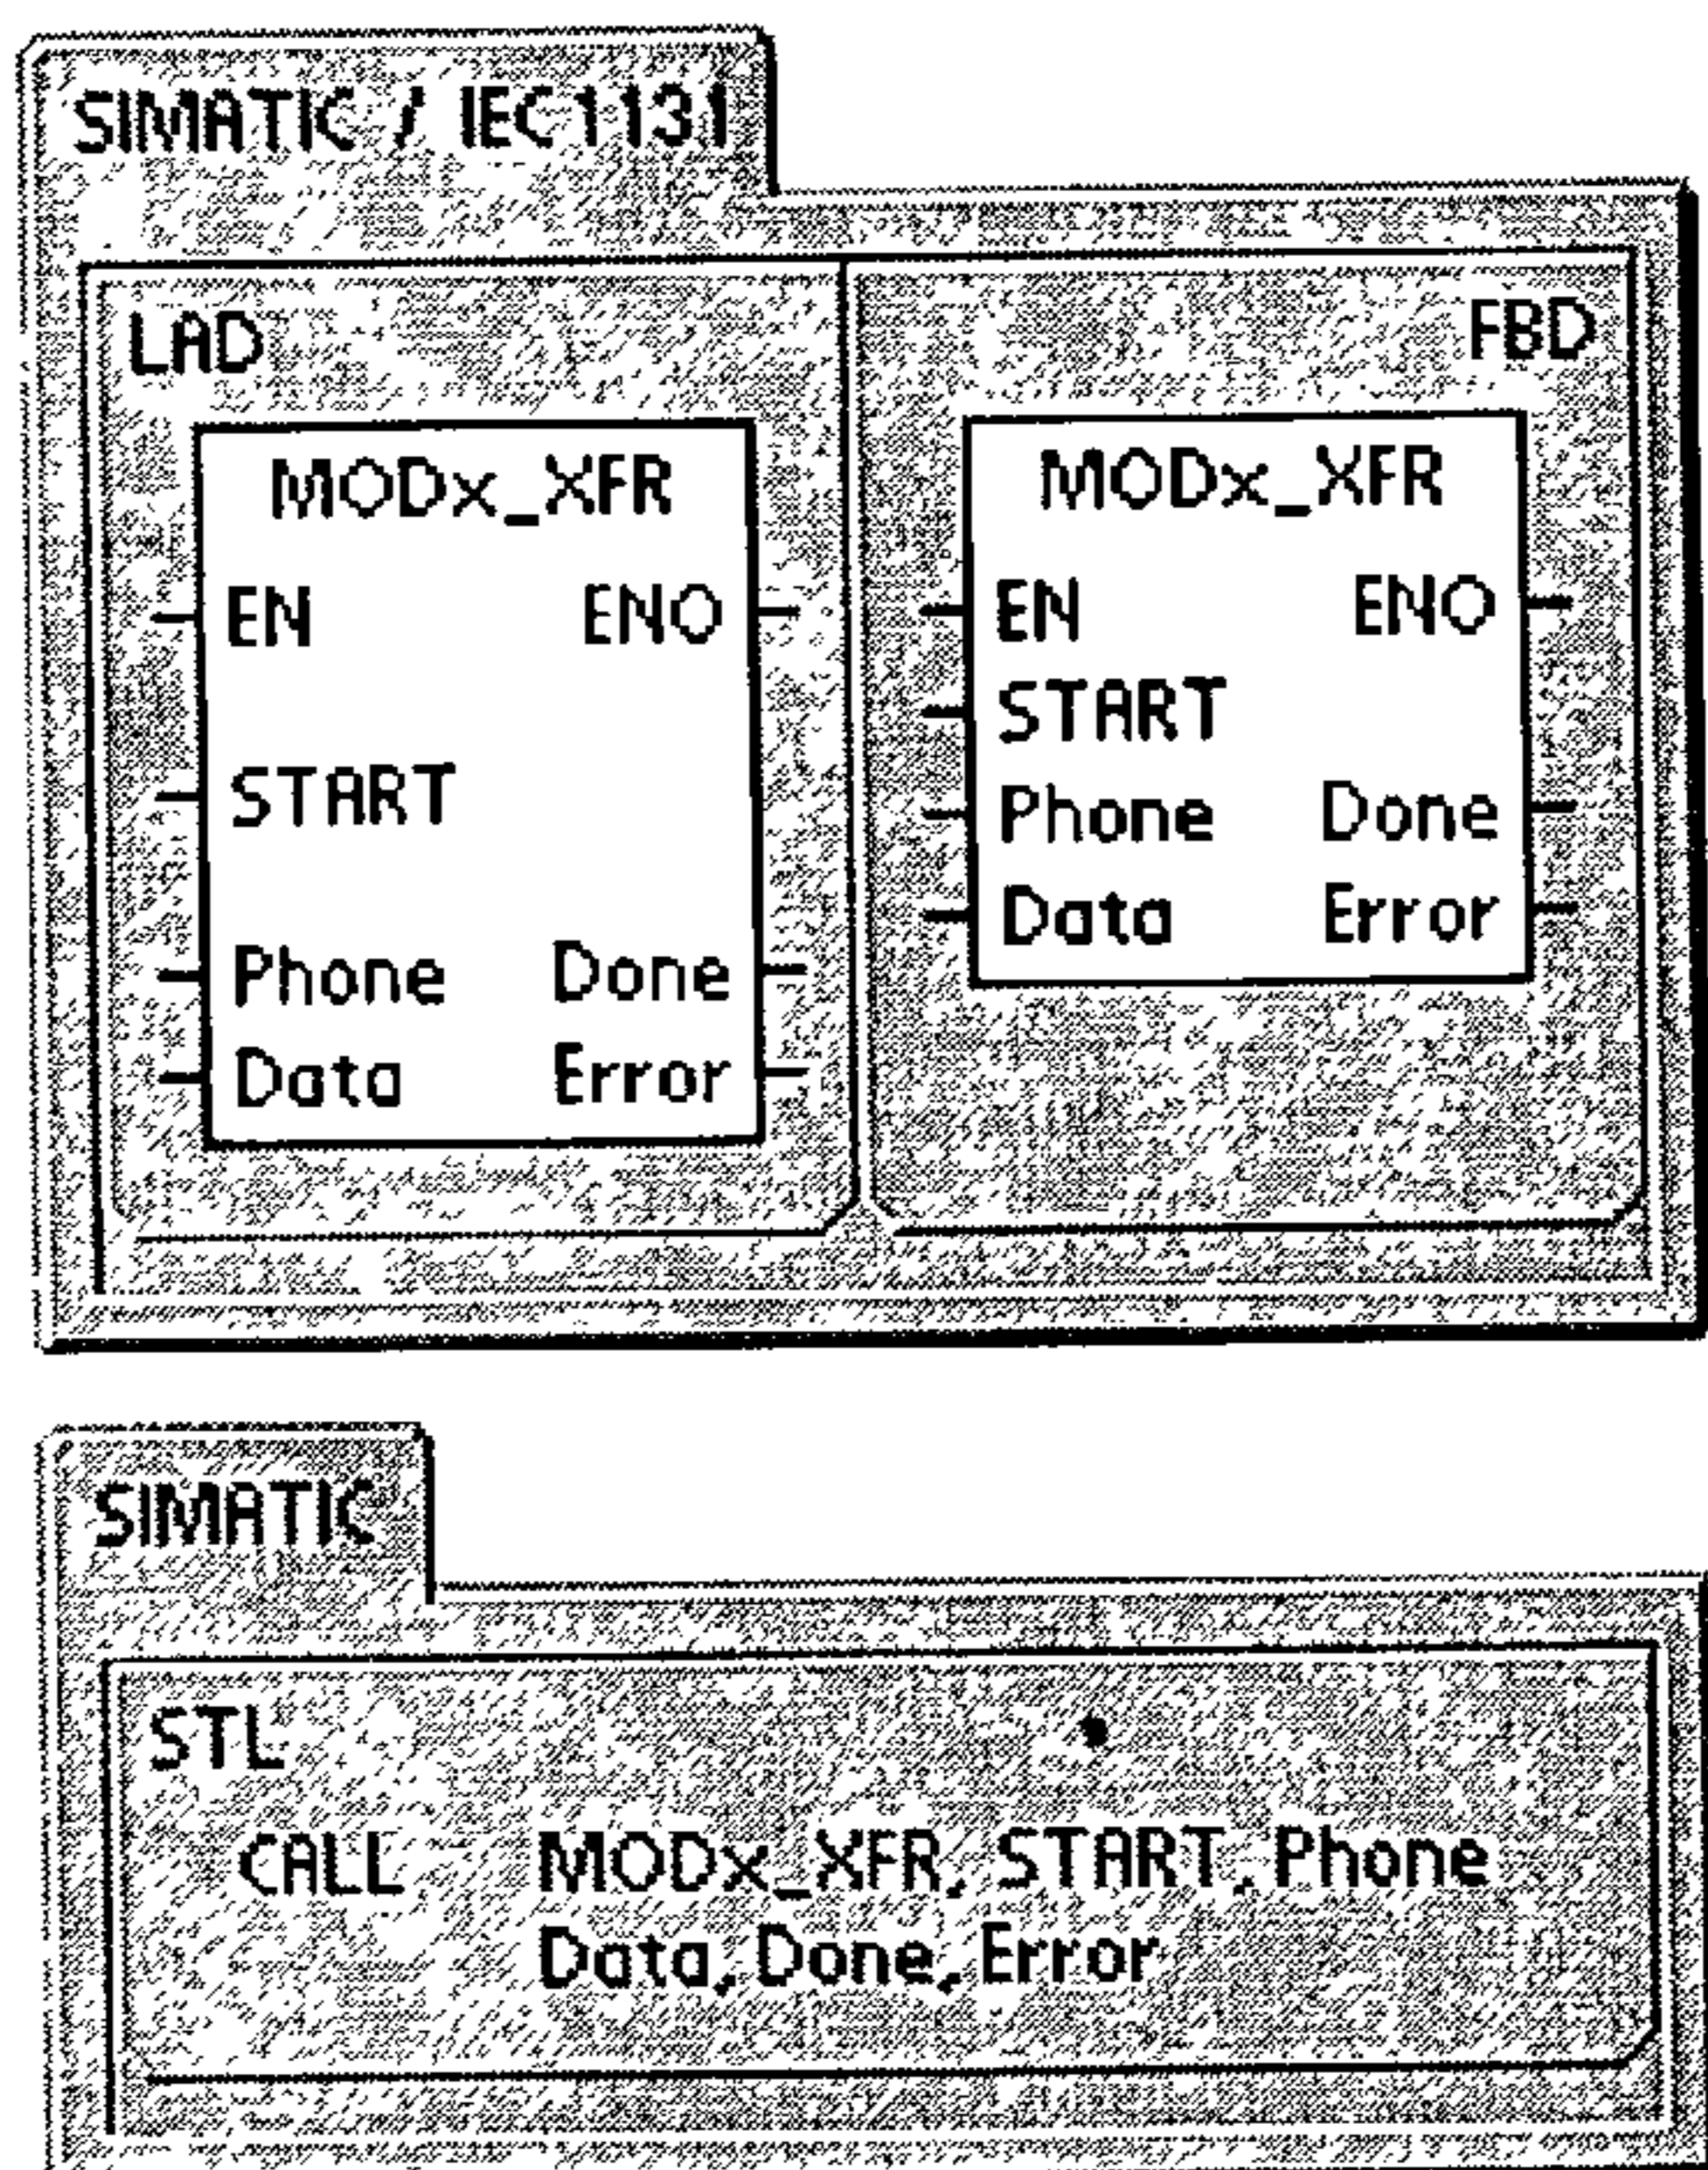 SIMATIC / IEC1131
LAD
MODx_XFR
EN ENO
START
Phone Done
Data Error
FBD
MODx_XFR
EN ENO
START
Phone Done
Data Error
SIMATIC
STL
CALL MODx_XFR, START, Phone
Data, Done, Error